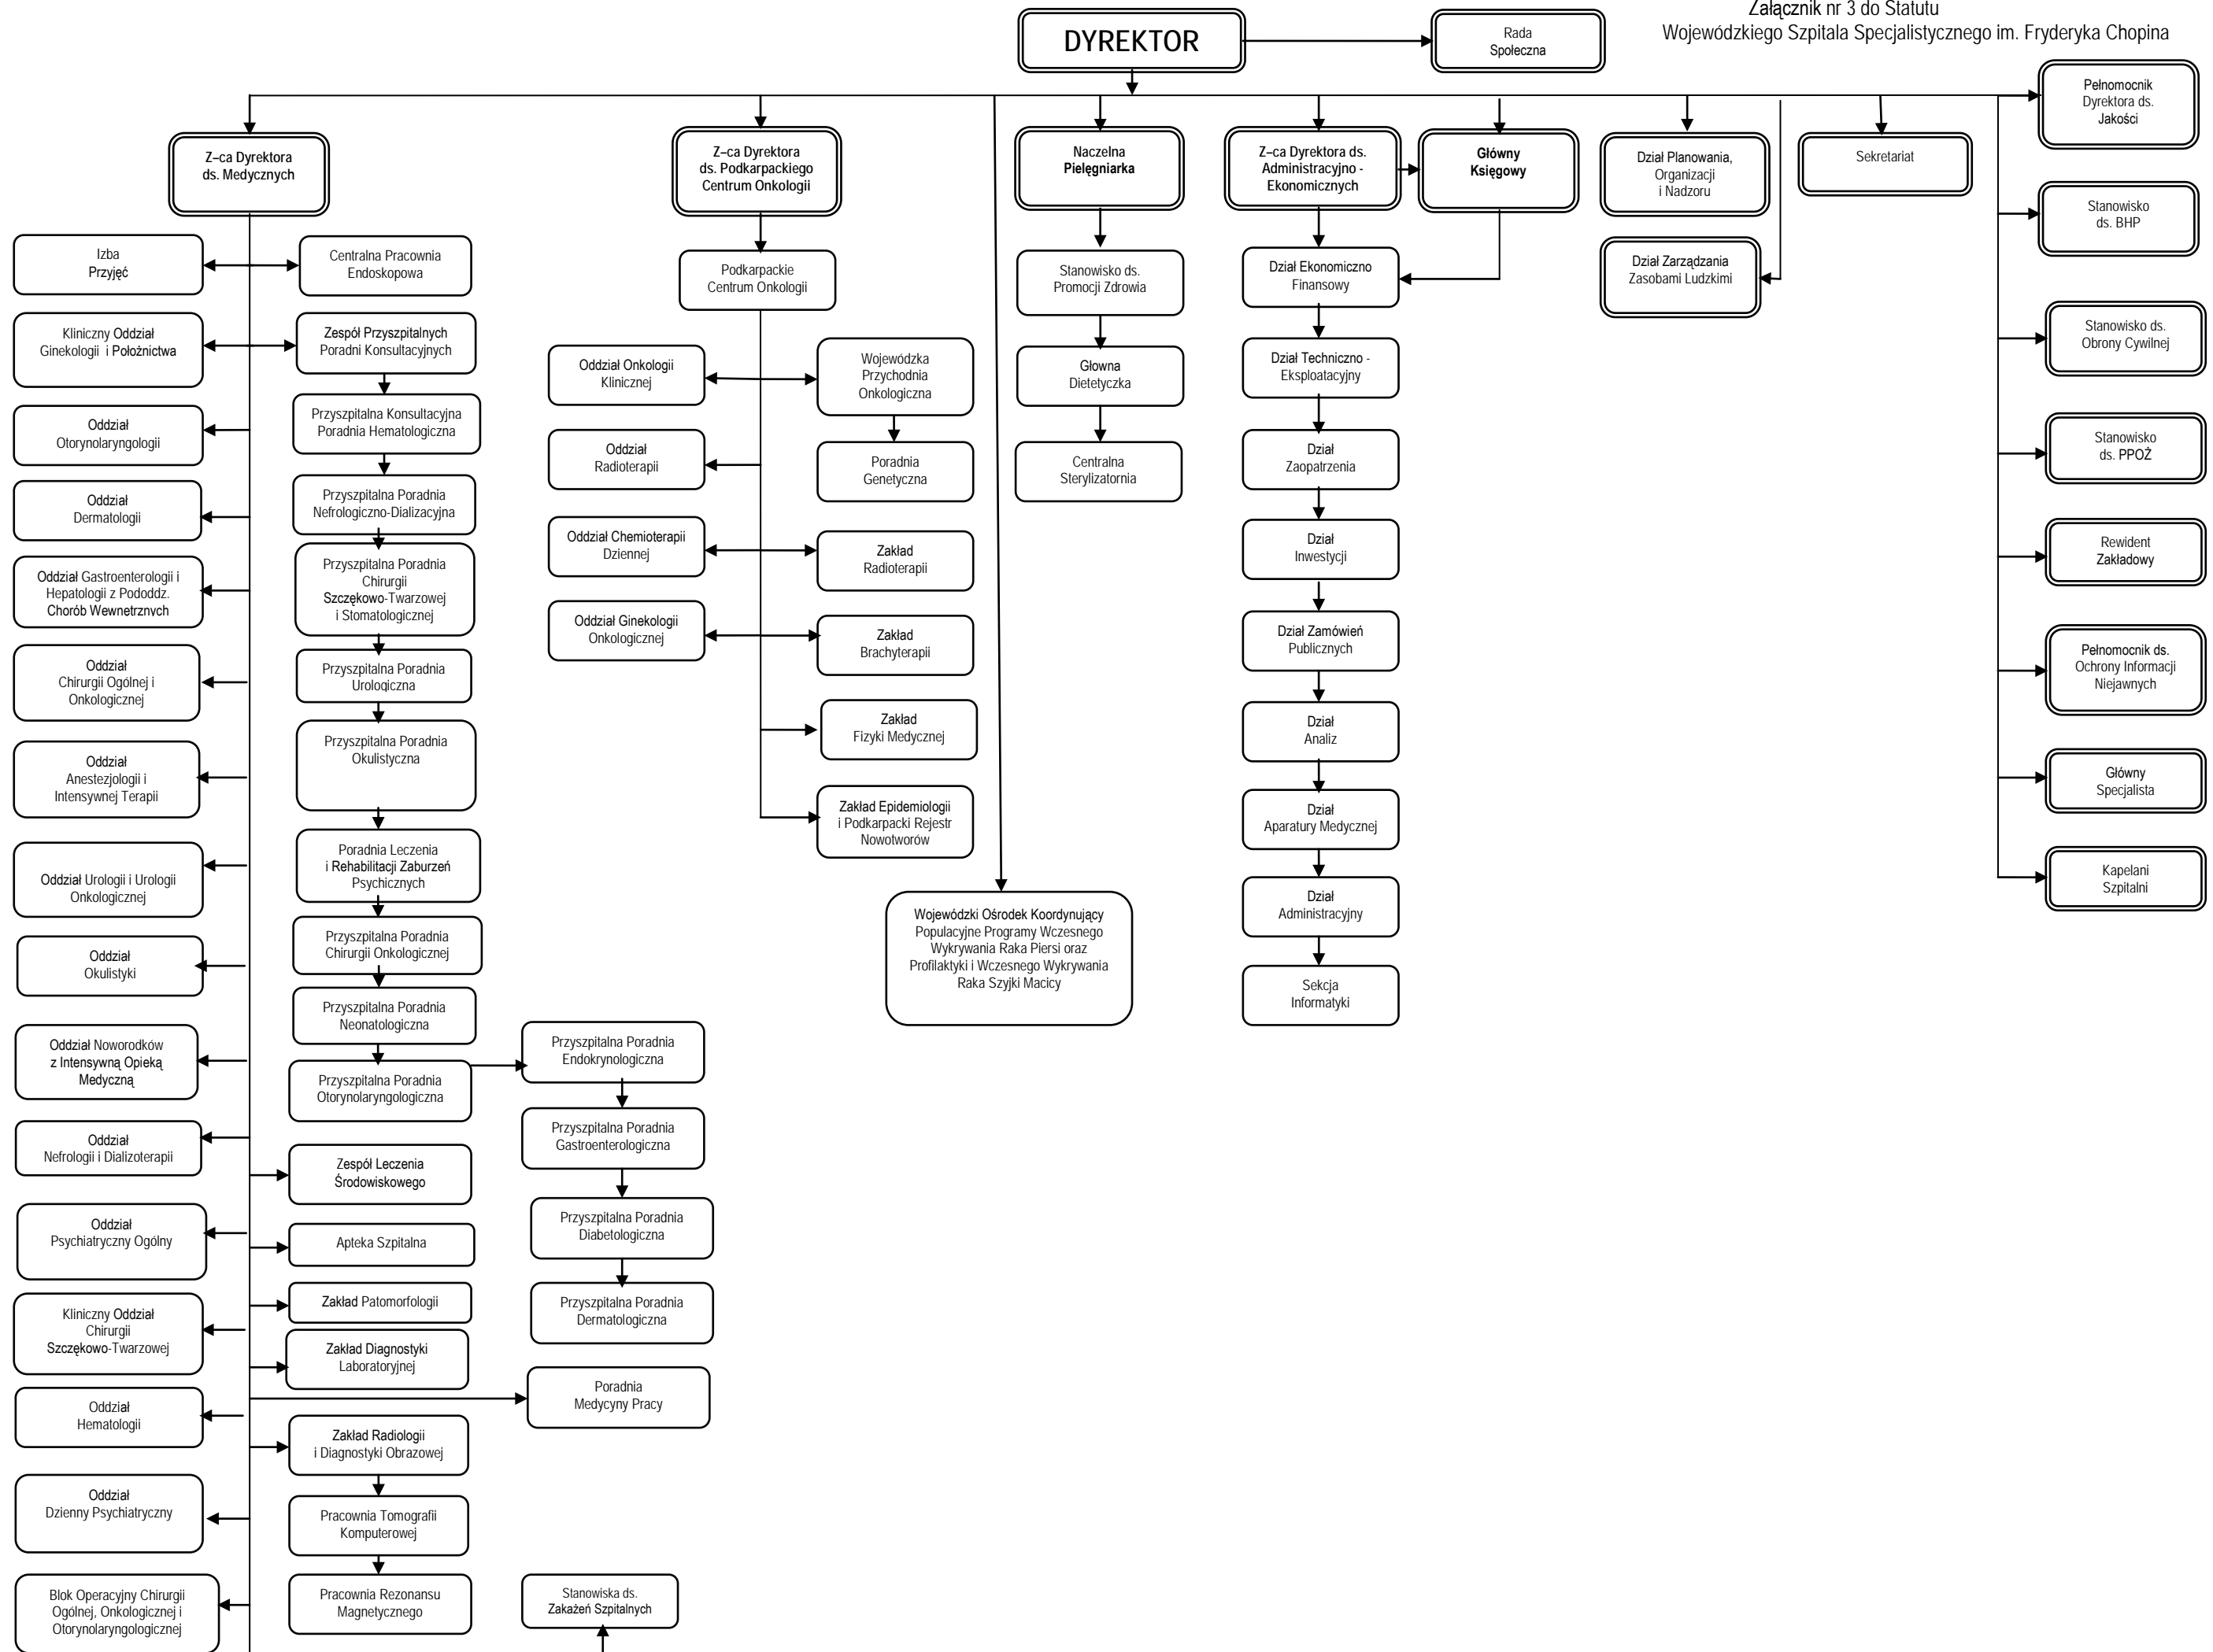 Załącznik nr 3 do Statutu
Wojewódzkiego Szpitala Specjalistycznego im. Fryderyka Chopina
DYREKTOR
Rada
Społeczna
Z–ca Dyrektora
ds. Medycznych
Z–ca Dyrektora
ds. Podkarpackiego
Centrum Onkologii
Naczelna
Pielęgniarka
Z–ca Dyrektora ds.
Administracyjno -
Ekonomicznych
Główny
Księgowy
Dział Planowania,
Organizacji
i Nadzoru
Sekretariat
Dział Zarządzania
Zasobami Ludzkimi
Pełnomocnik
Dyrektora ds.
Jakości
Stanowisko
ds. BHP
Stanowisko ds.
Obrony Cywilnej
Stanowisko
ds. PPOŻ
Rewident
Zakładowy
Pełnomocnik ds.
Ochrony Informacji
Niejawnych
Główny
Specjalista
Kapelani
Szpitalni
Izba
Przyjęć
Kliniczny Oddział
Ginekologii i Położnictwa
Oddział
Otorynolaryngologii
Oddział
Dermatologii
Oddział Gastroenterologii i
Hepatologii z Pododdz.
Chorób Wewnętrznych
Oddział
Chirurgii Ogólnej i
Onkologicznej
Oddział
Anestezjologii i
Intensywnej Terapii
Oddział Urologii i Urologii
Onkologicznej
Oddział
Okulistyki
Oddział Noworodków
z Intensywną Opieką
Medyczną
Oddział
Nefrologii i Dializoterapii
Oddział
Psychiatryczny Ogólny
Kliniczny Oddział
Chirurgii
Szczękowo-Twarzowej
Oddział
Hematologii
Oddział
Dzienny Psychiatryczny
Blok Operacyjny Chirurgii
Ogólnej, Onkologicznej i
Otorynolaryngologicznej
Centralna Pracownia
Endoskopowa
Zespół Przyszpitalnych
Poradni Konsultacyjnych
Przyszpitalna Konsultacyjna
Poradnia Hematologiczna
Przyszpitalna Poradnia
Nefrologiczno-Dializacyjna
Przyszpitalna Poradnia
Chirurgii
Szczękowo-Twarzowej
i Stomatologicznej
Przyszpitalna Poradnia
Urologiczna
Przyszpitalna Poradnia
Okulistyczna
Poradnia Leczenia
i Rehabilitacji Zaburzeń
Psychicznych
Przyszpitalna Poradnia
Chirurgii Onkologicznej
Przyszpitalna Poradnia
Neonatologiczna
Przyszpitalna Poradnia
Otorynolaryngologiczna
Zespół Leczenia
Środowiskowego
Apteka Szpitalna
Zakład Patomorfologii
Zakład Diagnostyki
Laboratoryjnej
Zakład Radiologii
i Diagnostyki Obrazowej
Pracownia Tomografii
Komputerowej
Pracownia Rezonansu
Magnetycznego
Przyszpitalna Poradnia
Endokrynologiczna
Przyszpitalna Poradnia
Gastroenterologiczna
Przyszpitalna Poradnia
Diabetologiczna
Przyszpitalna Poradnia
Dermatologiczna
Poradnia
Medycyny Pracy
Stanowiska ds.
Zakażeń Szpitalnych
Podkarpackie
Centrum Onkologii
Oddział Onkologii
Klinicznej
Oddział
Radioterapii
Oddział Chemioterapii
Dziennej
Oddział Ginekologii
Onkologicznej
Wojewódzka
Przychodnia
Onkologiczna
Poradnia
Genetyczna
Zakład
Radioterapii
Zakład
Brachyterapii
Zakład
Fizyki Medycznej
Zakład Epidemiologii
i Podkarpacki Rejestr
Nowotworów
Wojewódzki Ośrodek Koordynujący
Populacyjne Programy Wczesnego
Wykrywania Raka Piersi oraz
Profilaktyki i Wczesnego Wykrywania
Raka Szyjki Macicy
Stanowisko ds.
Promocji Zdrowia
Głowna
Dietetyczka
Centralna
Sterylizatornia
Dział Ekonomiczno
Finansowy
Dział Techniczno -
Eksploatacyjny
Dział
Zaopatrzenia
Dział
Inwestycji
Dział Zamówień
Publicznych
Dział
Analiz
Dział
Aparatury Medycznej
Dział
Administracyjny
Sekcja
Informatyki